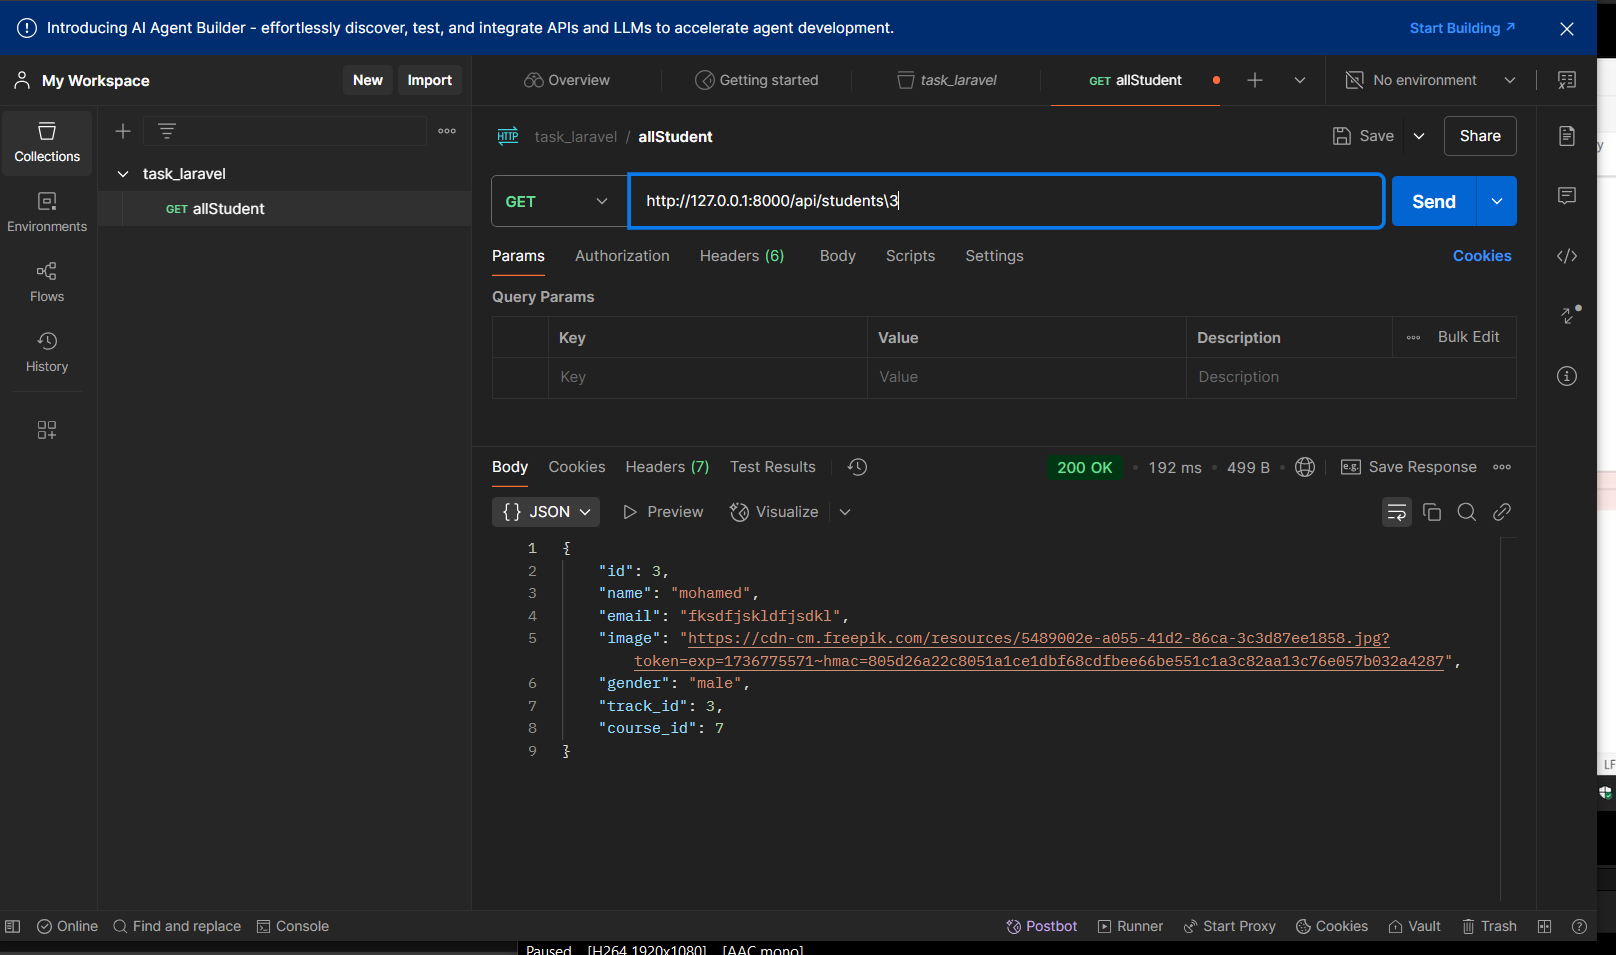 Introducing AI Agent Builder - effortlessly discover, test, and integrate APIs and LLMs to accelerate agent development. Start Building
My Workspace New Import Overview Getting started task_laravel GET allStudent No environment
Collections
Environments
Flows
History
task_laravel
GET allStudent
HTTP task_laravel / allStudent Save Share
GET http://127.0.0.1:8000/api/students\3 Send
Params Authorization Headers (6) Body Scripts Settings Cookies
Query Params
Key Value Description Bulk Edit
Key Value Description
Body Cookies Headers (7) Test Results 200 OK • 192 ms • 499 B • e.g. Save Response
{} JSON Preview Visualize
1 {
2 "id": 3,
3 "name": "mohamed",
4 "email": "fksdfjskldfjsdkl",
5 "image": "https://cdn-cm.freepik.com/resources/5489002e-a055-41d2-86ca-3c3d87ee1858.jpg?
token=exp=1736775571~hmac=805d26a22c8051a1ce1dbf68cdfbee66be551c1a3c82aa13c76e057b032a4287",
6 "gender": "male",
7 "track_id": 3,
8 "course_id": 7
9 }
y
LF
Online Find and replace Console Postbot Runner Start Proxy Cookies Vault Trash
Paused [H264 1920x1080] [AAC mono]